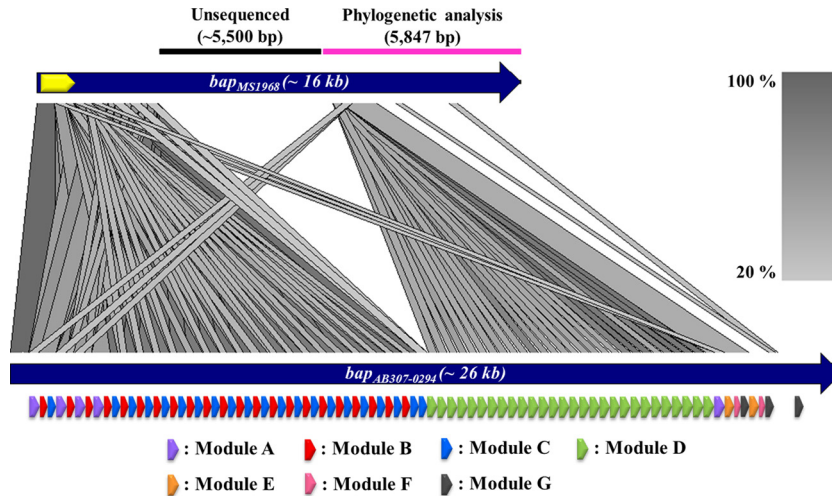 Unsequenced Phylogenetic analysis
(~5,500 bp) (5,847 bp)
bapMS1968 (~ 16 kb)
100 %
20 %
bapAB307-0294 (~ 26 kb)
: Module A : Module B : Module C : Module D
: Module E : Module F : Module G